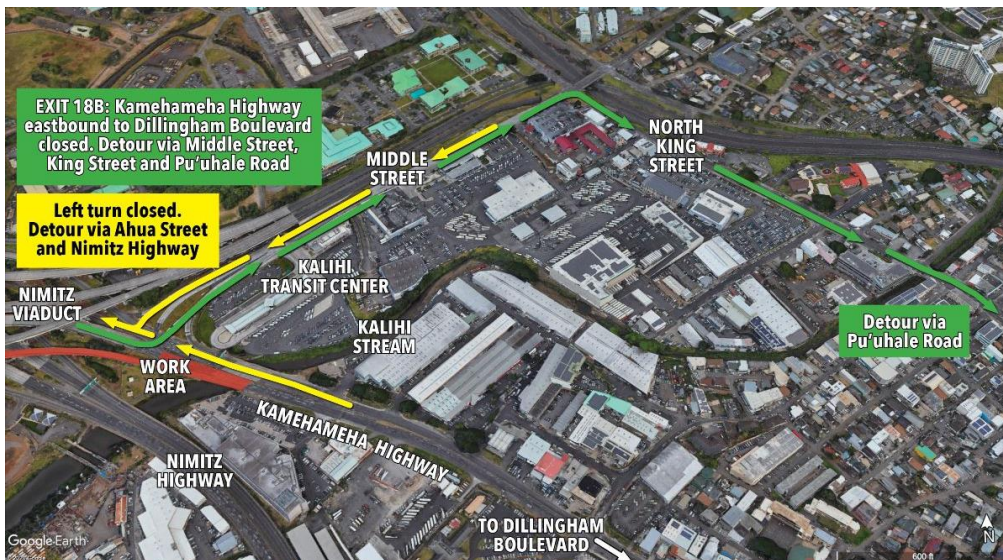 EXIT 18B: Kamehameha Highway
eastbound to Dillingham Boulevard
closed. Detour via Middle Street,
King Street and Pu‘uhale Road
Left turn closed.
Detour via Ahua Street
and Nimitz Highway
MIDDLE
STREET
NORTH
KING
STREET
NIMITZ
VIADUCT
KALIHI
TRANSIT CENTER
KALIHI
STREAM
Detour via
Pu‘uhale Road
WORK
AREA
KAMEHAMEHA HIGHWAY
NIMITZ
HIGHWAY
TO DILLINGHAM
BOULEVARD
Google Earth
600 ft
N